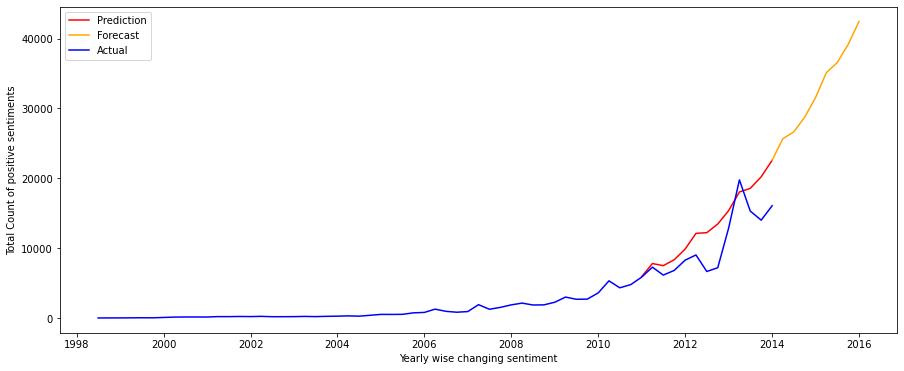 Prediction
Forecast
Actual
40000
30000
20000
10000
0
Total Count of positive sentiments
1998 2000 2002 2004 2006 2008 2010 2012 2014 2016
Yearly wise changing sentiment